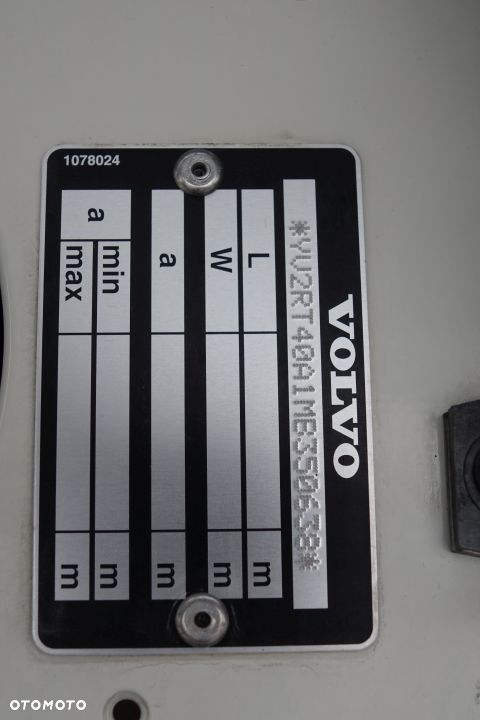 VOLVO
*YV2RT40A1MB350638*
L m
W m
a m
a min m
max m
1078024
OTOMOTO